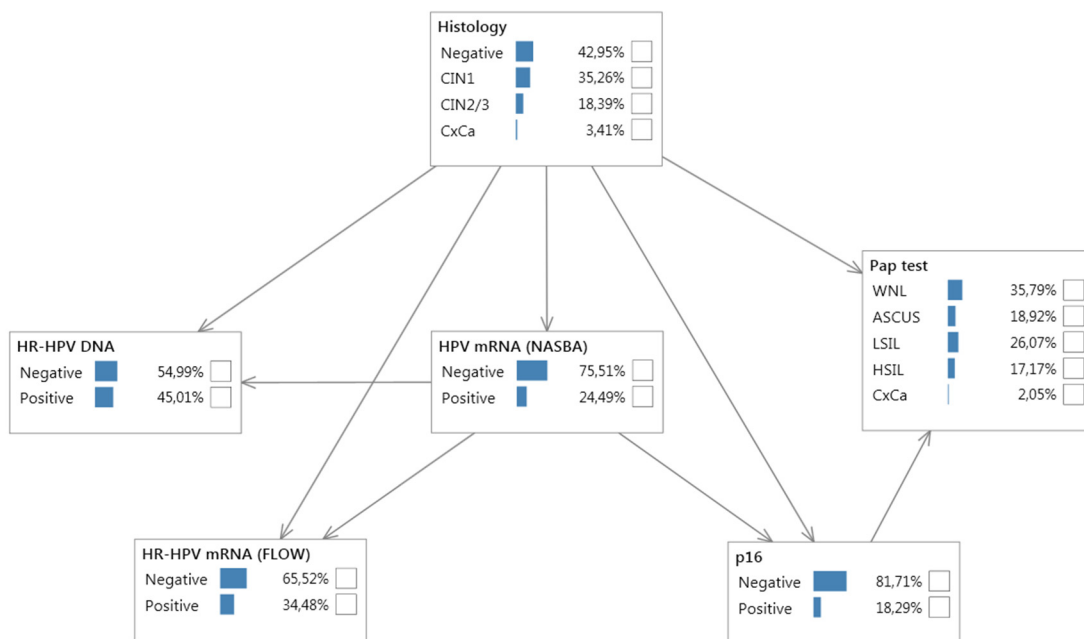 Histology
Negative 42,95%
CIN1 35,26%
CIN2/3 18,39%
CxCa 3,41%
Pap test
WNL 35,79%
ASCUS 18,92%
LSIL 26,07%
HSIL 17,17%
CxCa 2,05%
HR-HPV DNA
Negative 54,99%
Positive 45,01%
HPV mRNA (NASBA)
Negative 75,51%
Positive 24,49%
HR-HPV mRNA (FLOW)
Negative 65,52%
Positive 34,48%
p16
Negative 81,71%
Positive 18,29%